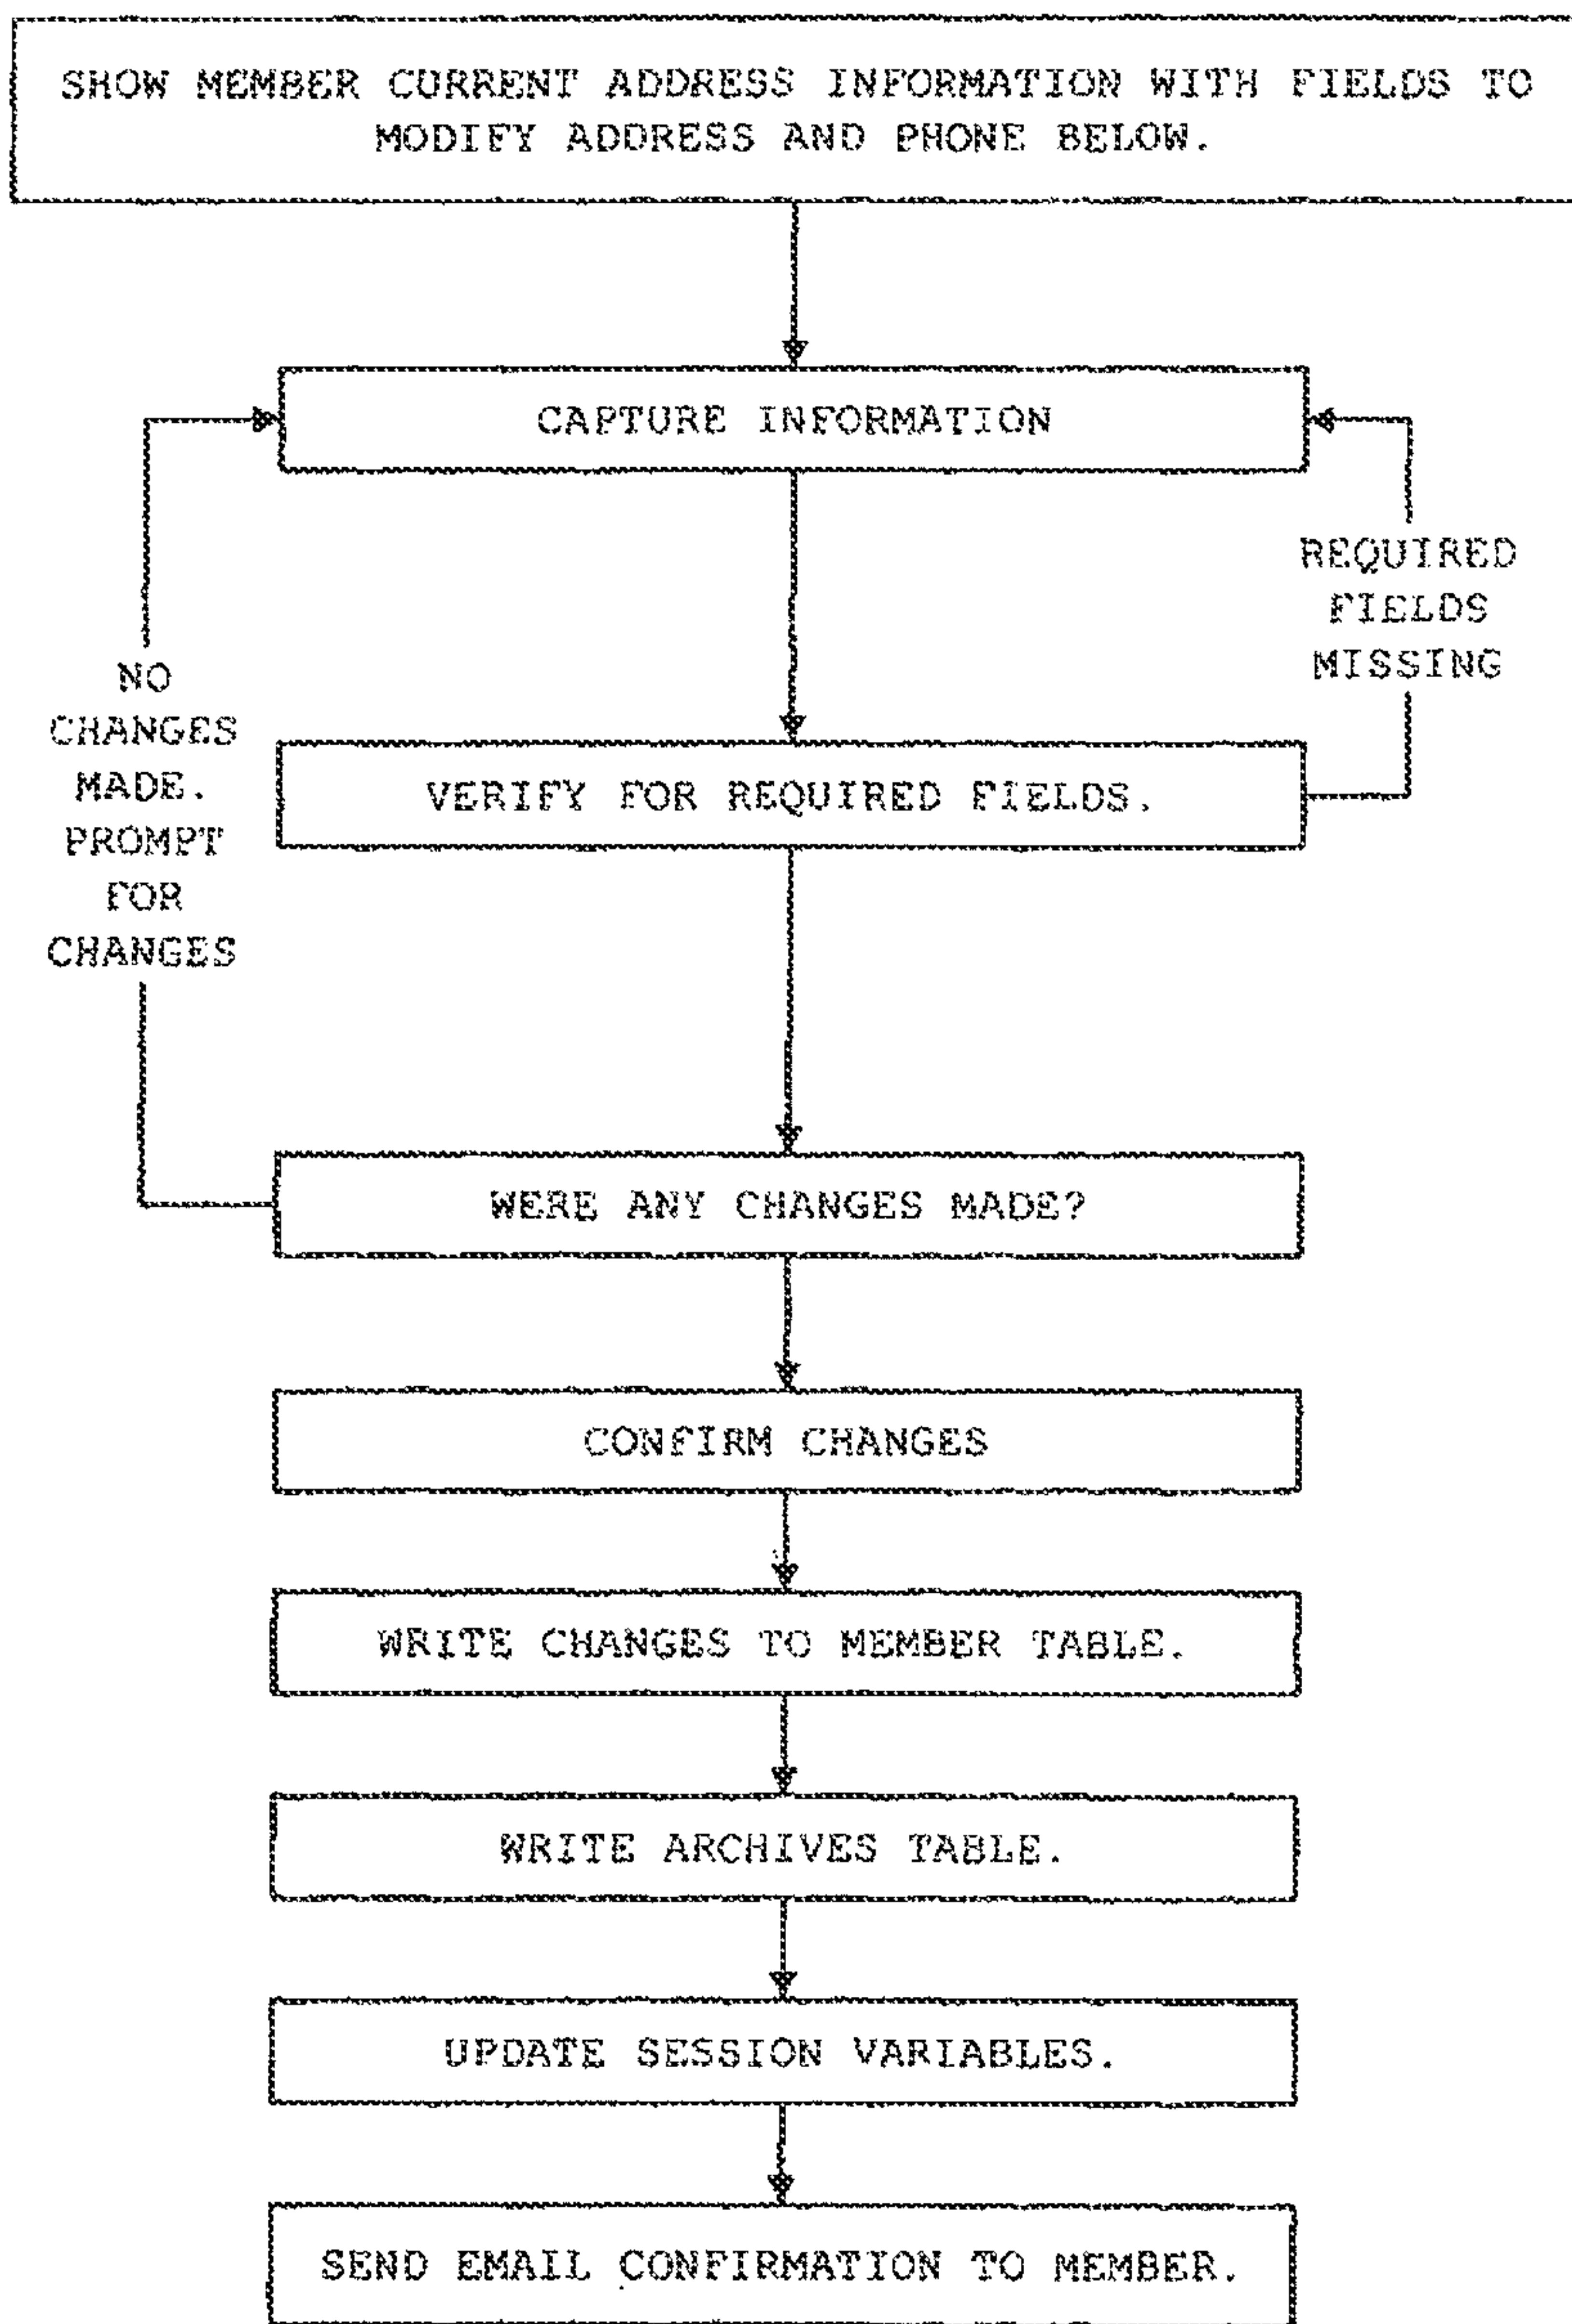 SHOW MEMBER CURRENT ADDRESS INFORMATION WITH FIELDS TO
MODIFY ADDRESS AND PHONE BELOW.
CAPTURE INFORMATION
REQUIRED
FIELDS
MISSING
NO
CHANGES
MADE.
PROMPT
FOR
CHANGES
VERIFY FOR REQUIRED FIELDS.
WERE ANY CHANGES MADE?
CONFIRM CHANGES
WRITE CHANGES TO MEMBER TABLE.
WRITE ARCHIVES TABLE.
UPDATE SESSION VARIABLES.
SEND EMAIL CONFIRMATION TO MEMBER.